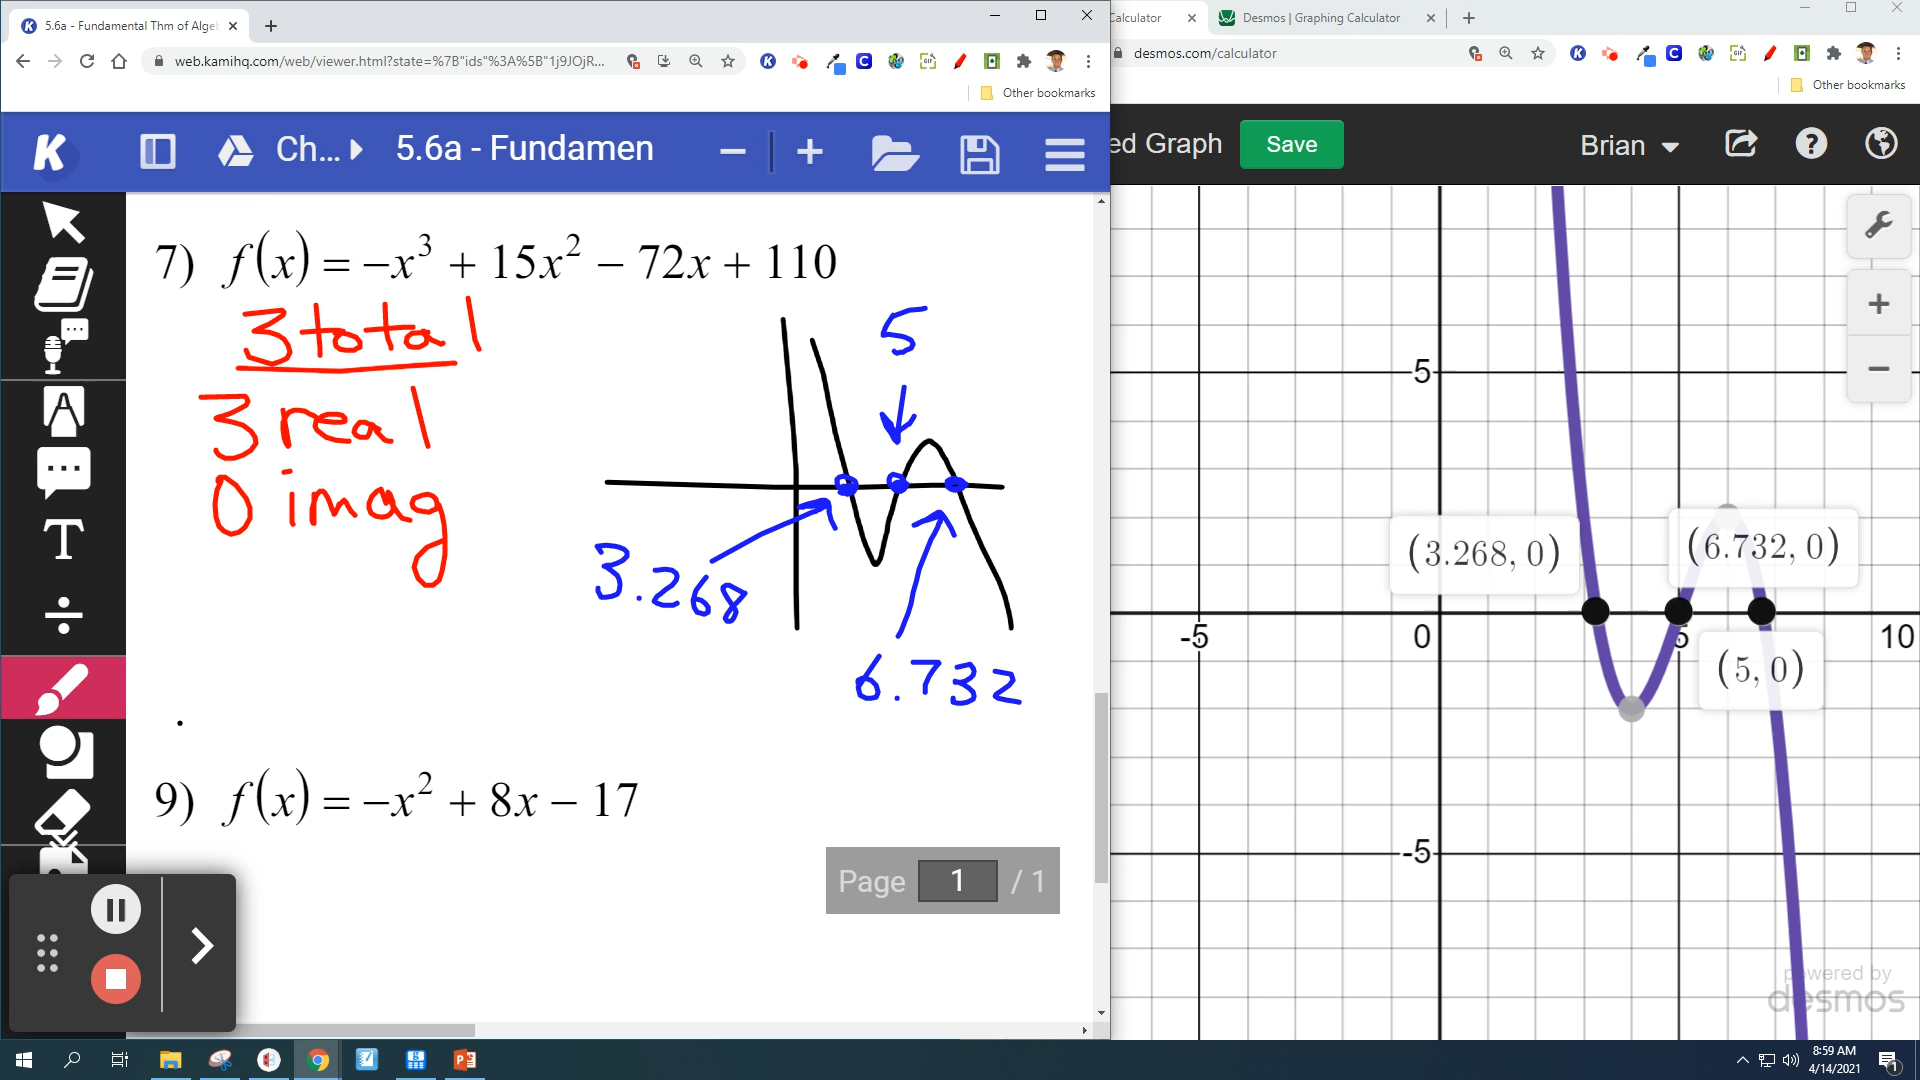 5.6a - Fundamental Thm of Alge
web.kamihq.com/web/viewer.html?state=%7B"ids"%3A%5B"1j9JOjR...
Other bookmarks
K
Ch...
5.6a - Fundamen
7) f(x) = −x³ + 15x² − 72x + 110
3 total
3 real
0 imag
5
3.268
6.732
9) f(x) = −x² + 8x − 17
Page 1 / 1
Calculator
Desmos | Graphing Calculator
desmos.com/calculator
Other bookmarks
ed Graph
Save
Brian
5
(3.268, 0)
(6.732, 0)
-5
0
5
10
(5, 0)
-5
powered by
desmos
8:59 AM
4/14/2021
1